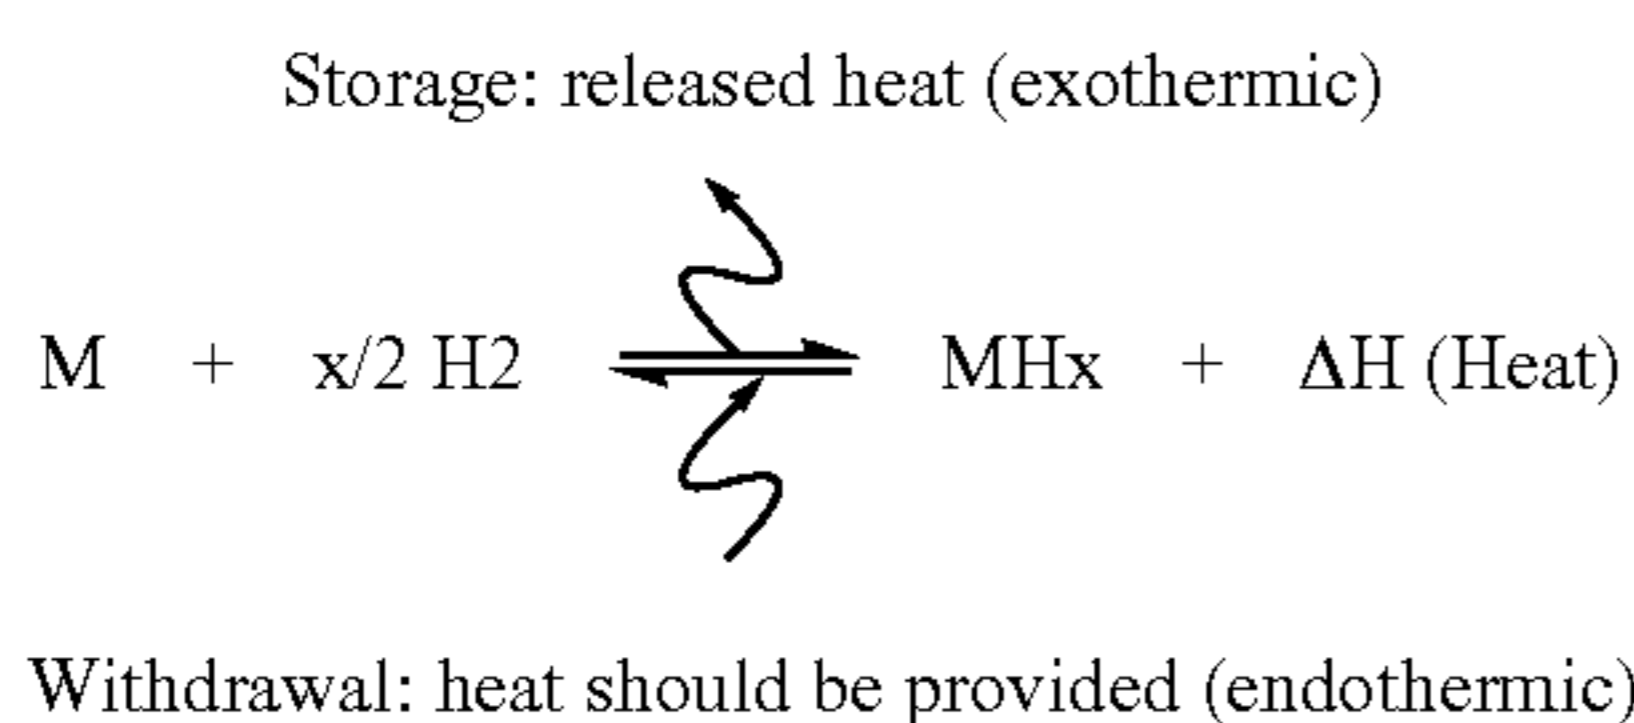 Storage: released heat (exothermic)
M + x/2 H2 ⇌ MHx + ΔH (Heat)
Withdrawal: heat should be provided (endothermic)